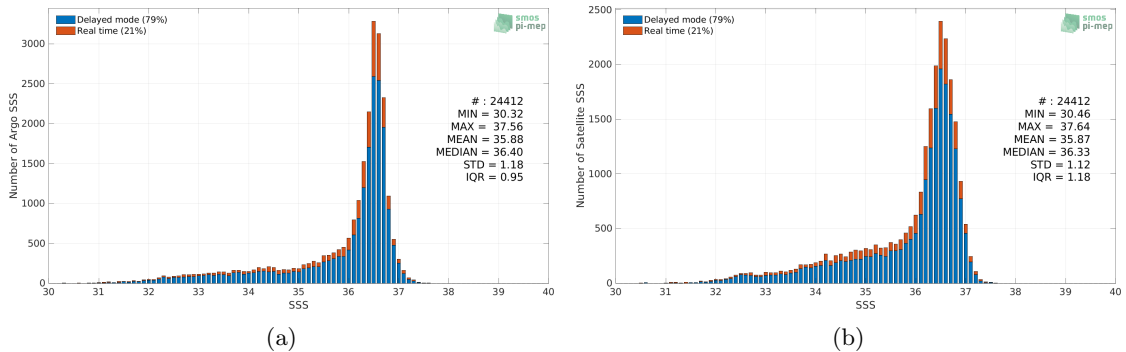 Delayed mode (79%)
Real time (21%)
smos
pi-mep
# : 24412
MIN = 30.32
MAX = 37.56
MEAN = 35.88
MEDIAN = 36.40
STD = 1.18
IQR = 0.95
Number of Argo SSS
3000
2500
2000
1500
1000
500
0
30 31 32 33 34 35 36 37 38 39 40
SSS
(a)
Delayed mode (79%)
Real time (21%)
smos
pi-mep
# : 24412
MIN = 30.46
MAX = 37.64
MEAN = 35.87
MEDIAN = 36.33
STD = 1.12
IQR = 1.18
Number of Satellite SSS
2500
2000
1500
1000
500
0
30 31 32 33 34 35 36 37 38 39 40
SSS
(b)